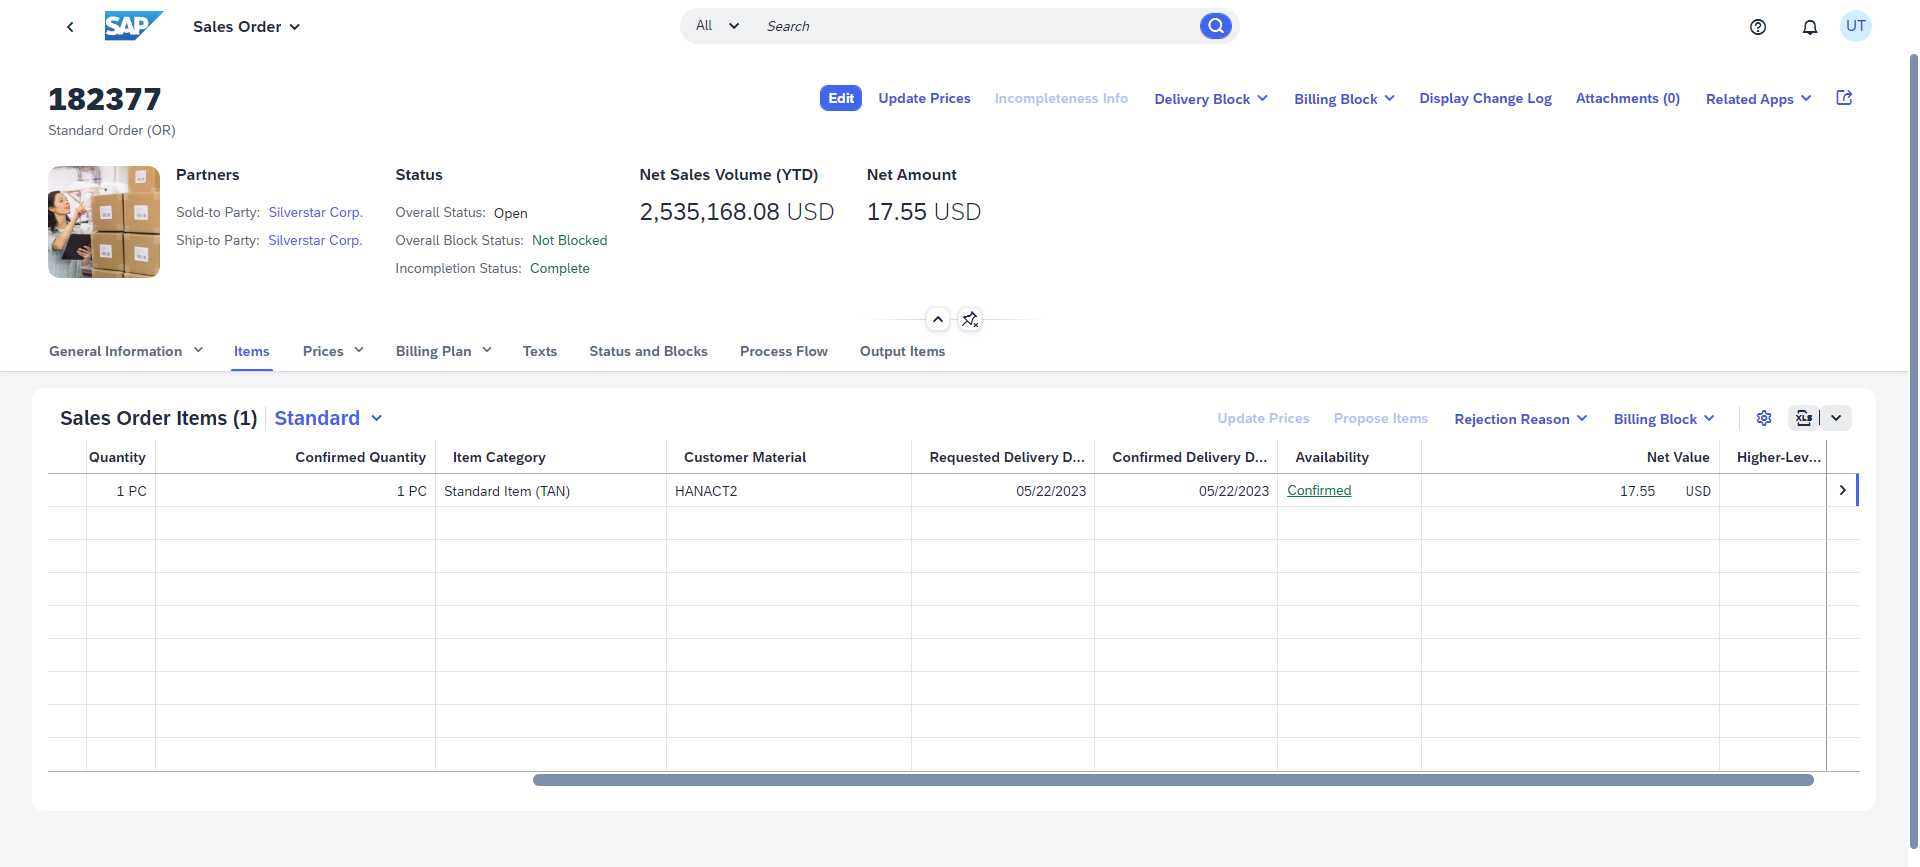 SAP
Sales Order
All
Search
UT
182377
Standard Order (OR)
Edit
Update Prices
Incompleteness Info
Delivery Block
Billing Block
Display Change Log
Attachments (0)
Related Apps
Partners
Sold-to Party: Silverstar Corp.
Ship-to Party: Silverstar Corp.
Status
Overall Status: Open
Overall Block Status: Not Blocked
Incompletion Status: Complete
Net Sales Volume (YTD)
2,535,168.08 USD
Net Amount
17.55 USD
General Information
Items
Prices
Billing Plan
Texts
Status and Blocks
Process Flow
Output Items
Sales Order Items (1)
Standard
Update Prices
Propose Items
Rejection Reason
Billing Block
XLS
Quantity
Confirmed Quantity
Item Category
Customer Material
Requested Delivery D...
Confirmed Delivery D...
Availability
Net Value
Higher-Lev...
1 PC
1 PC
Standard Item (TAN)
HANACT2
05/22/2023
05/22/2023
Confirmed
17.55 USD